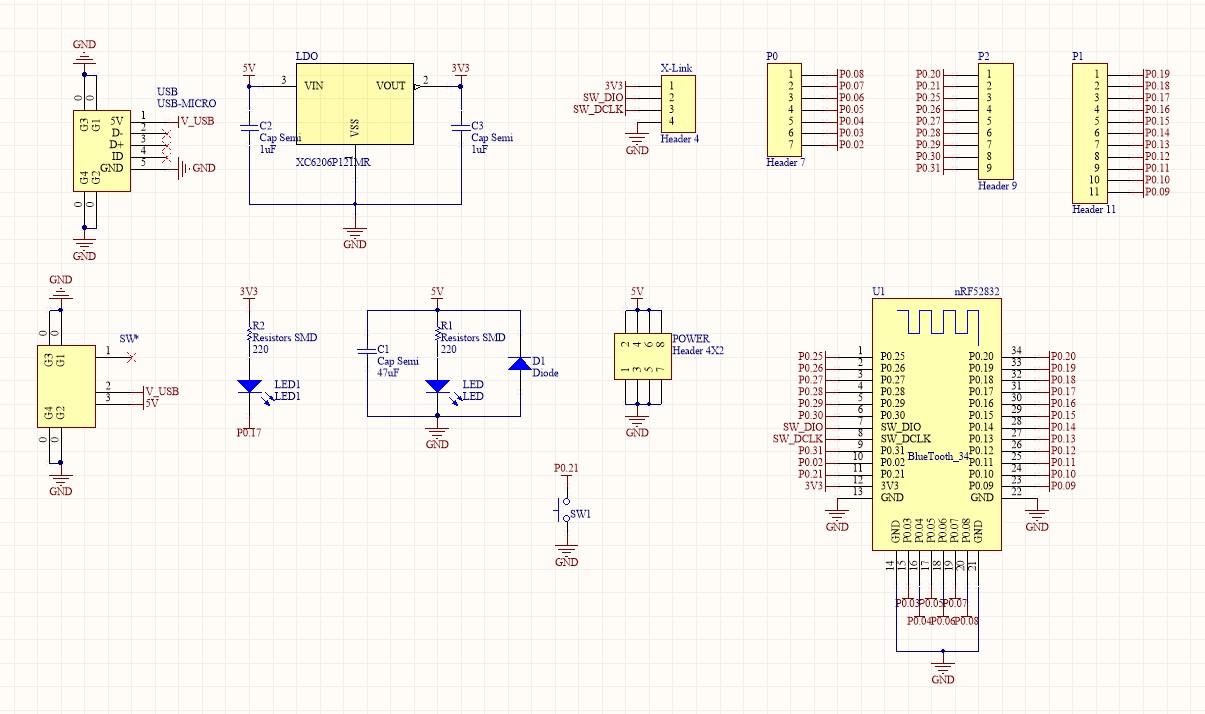 GND
0 0
G3 G1
USB
USB-MICRO
5V 1 V_USB
D- 2
D+ 3
ID 4
GND 5 GND
G4 G2
0 0
GND
LDO
5V
3 VIN VOUT 2
3V3
VSS
C2
Cap Semi
1uF
C3
Cap Semi
1uF
GND
X-Link
3V3 1
SW_DIO 2
SW_DCLK 3
4
GND
Header 4
P0
1 P0.08
2 P0.07
3 P0.06
4 P0.05
5 P0.04
6 P0.03
7 P0.02
Header 7
P2
P0.20 1
P0.21 2
P0.25 3
P0.26 4
P0.27 5
P0.28 6
P0.29 7
P0.30 8
P0.31 9
Header 9
P1
1 P0.19
2 P0.18
3 P0.17
4 P0.16
5 P0.15
6 P0.14
7 P0.13
8 P0.12
9 P0.11
10 P0.10
11 P0.09
Header 11
GND
0 0
G3 G1
SW*
1
2 V_USB
3 5V
G4 G2
0 0
GND
3V3
R2
Resistors SMD
220
LED1
LED1
P0.17
5V
C1
Cap Semi
47uF
R1
Resistors SMD
220
LED
LED
D1
Diode
GND
5V
2 4 6 8
1 3 5 7
POWER
Header 4X2
GND
P0.21
SW1
GND
U1 nRF52832
P0.25 1 P0.25 P0.20 34 P0.20
P0.26 2 P0.26 P0.19 33 P0.19
P0.27 3 P0.27 P0.18 32 P0.18
P0.28 4 P0.28 P0.17 31 P0.17
P0.29 5 P0.29 P0.16 30 P0.16
P0.30 6 P0.30 P0.15 29 P0.15
SW_DIO 7 SW_DIO P0.14 28 P0.14
SW_DCLK 8 SW_DCLK P0.13 27 P0.13
P0.31 9 P0.31 P0.12 26 P0.12
BlueTooth_34
P0.02 10 P0.02 P0.11 25 P0.11
P0.21 11 P0.21 P0.10 24 P0.10
3V3 12 3V3 P0.09 23 P0.09
13 GND GND 22
GND GND
GND P0.03 P0.04 P0.05 P0.06 P0.07 P0.08 GND
14 15 16 17 18 19 20 21
P0.03 P0.05 P0.07
P0.04 P0.06 P0.08
GND